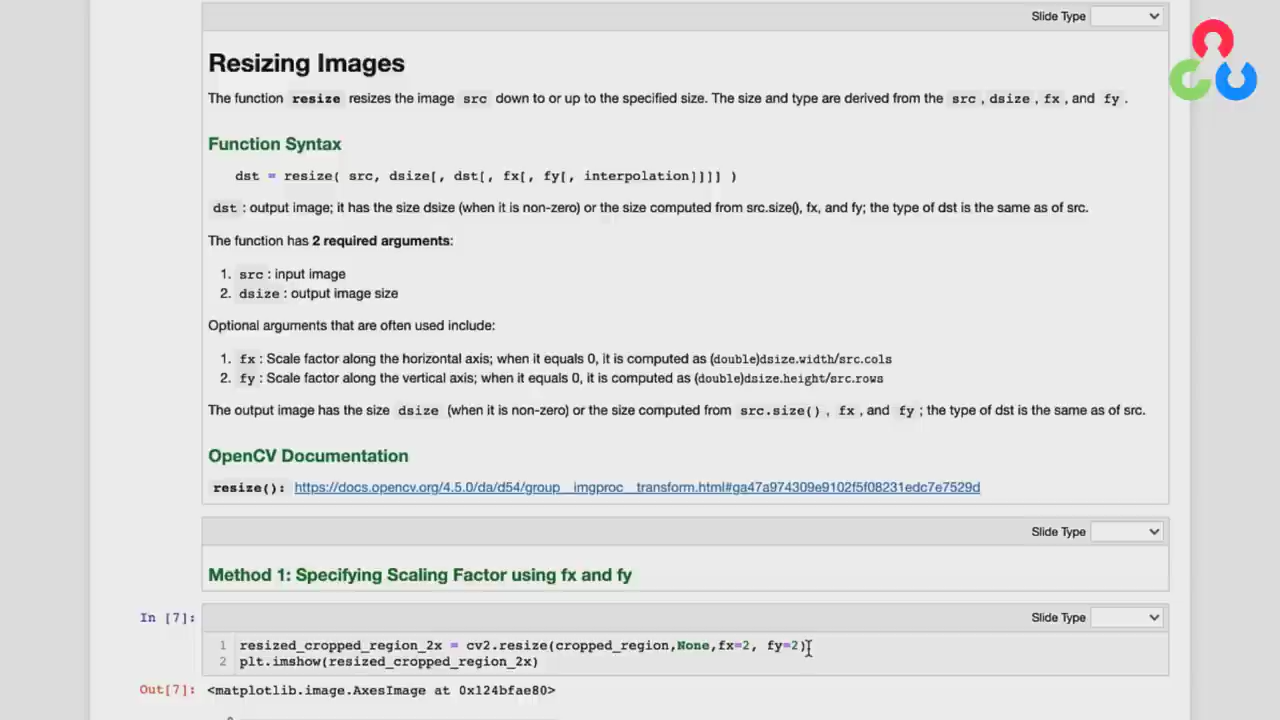 Slide Type
Resizing Images
The function resize resizes the image src down to or up to the specified size. The size and type are derived from the src , dsize , fx , and fy .
Function Syntax
dst = resize( src, dsize[, dst[, fx[, fy[, interpolation]]]] )
dst : output image; it has the size dsize (when it is non-zero) or the size computed from src.size(), fx, and fy; the type of dst is the same as of src.
The function has 2 required arguments:
1. src : input image
2. dsize : output image size
Optional arguments that are often used include:
1. fx : Scale factor along the horizontal axis; when it equals 0, it is computed as (double)dsize.width/src.cols
2. fy : Scale factor along the vertical axis; when it equals 0, it is computed as (double)dsize.height/src.rows
The output image has the size dsize (when it is non-zero) or the size computed from src.size() , fx , and fy ; the type of dst is the same as of src.
OpenCV Documentation
resize(): https://docs.opencv.org/4.5.0/da/d54/group__imgproc__transform.html#ga47a974309e9102f5f08231edc7e7529d
Slide Type
Method 1: Specifying Scaling Factor using fx and fy
In [7]:
Slide Type
1 resized_cropped_region_2x = cv2.resize(cropped_region,None,fx=2, fy=2)
2 plt.imshow(resized_cropped_region_2x)
Out[7]: <matplotlib.image.AxesImage at 0x124bfae80>